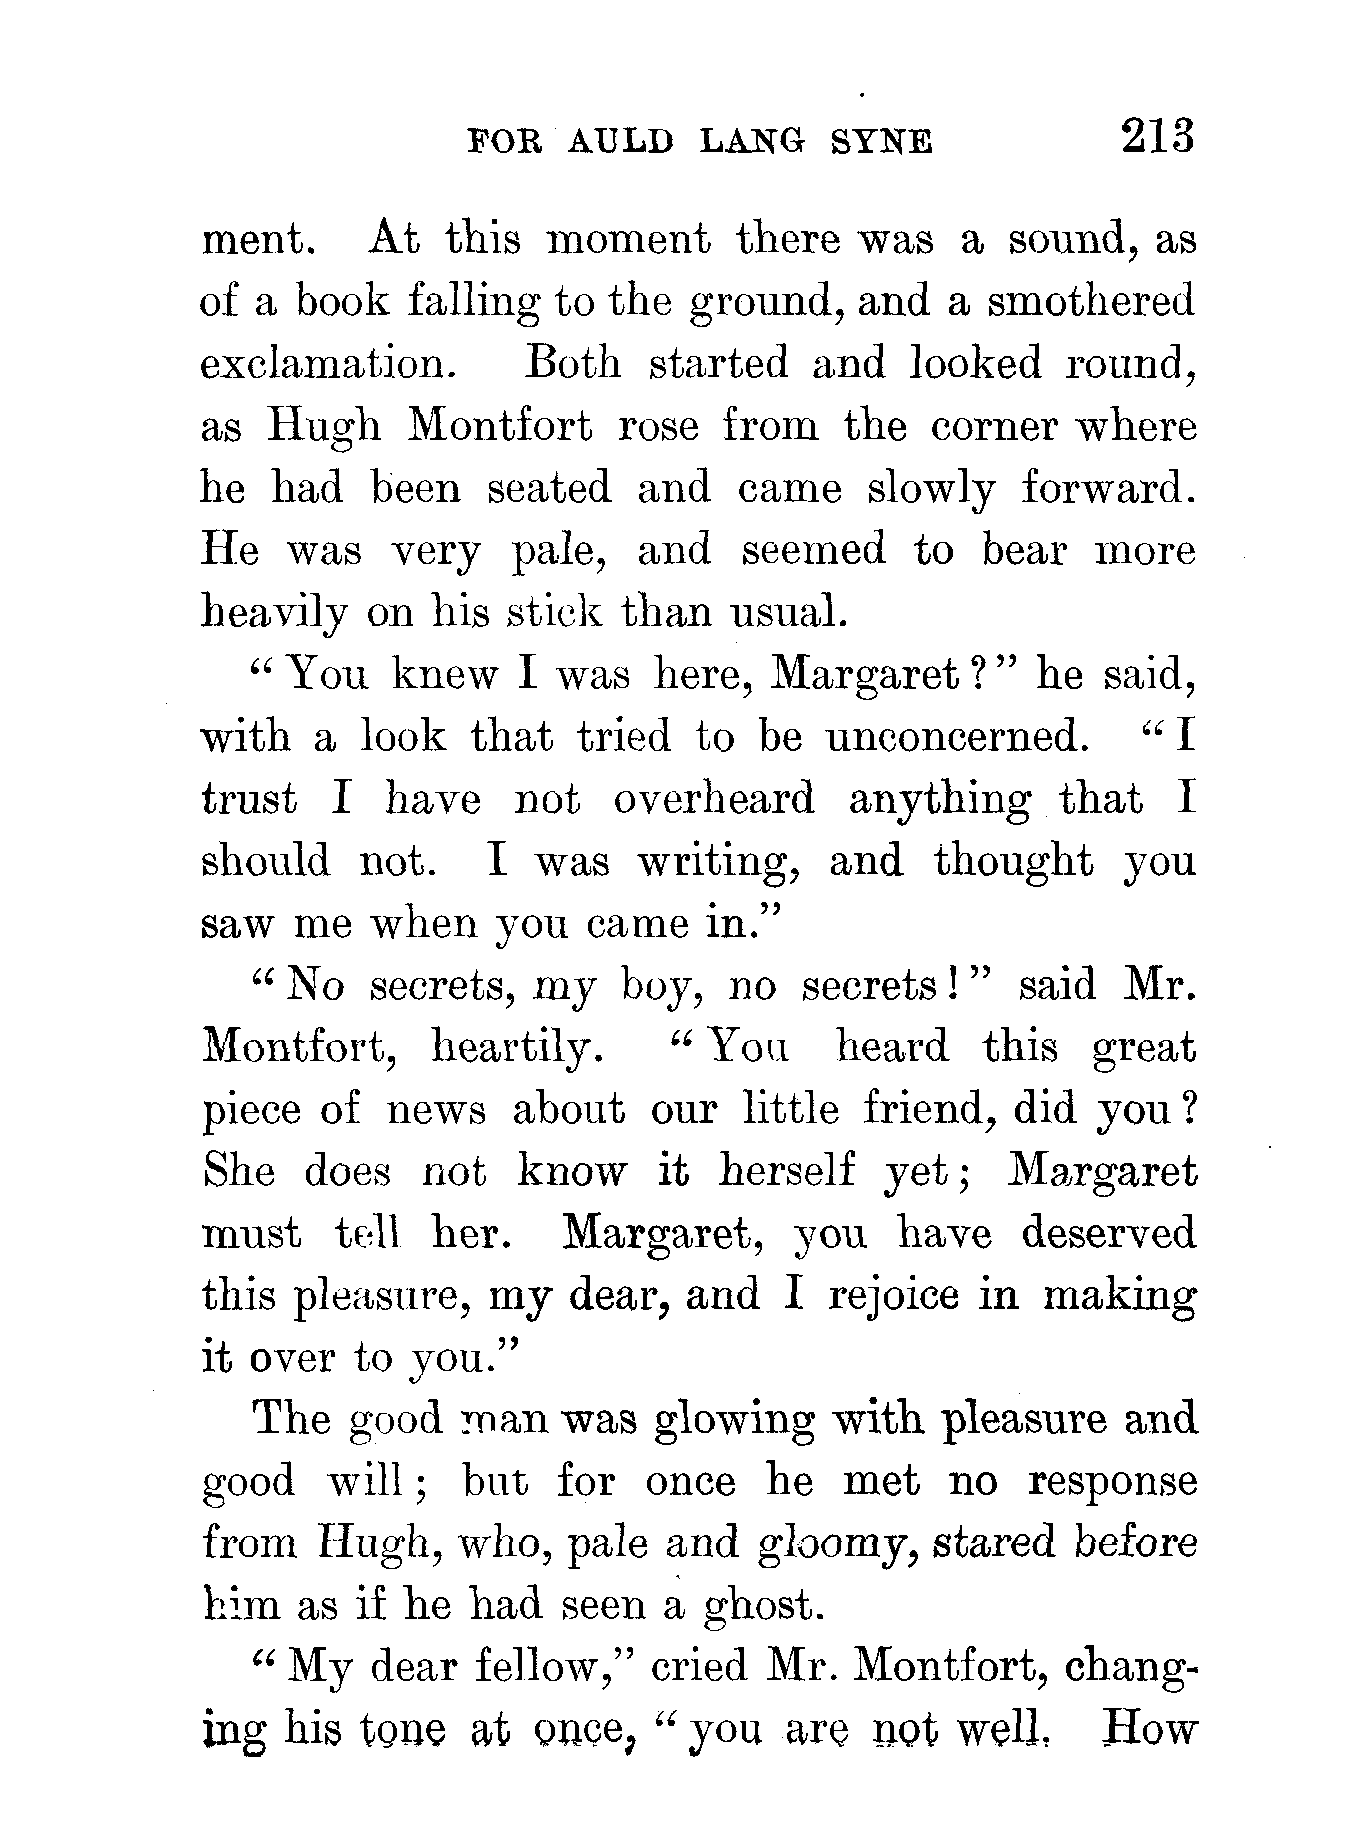 FOR AULD LANG SYNE 213
ment. At this moment there was a sound, as
of a book falling to the ground, and a smothered
exclamation. Both started and looked round,
as Hugh Montfort rose from the corner where
he had been seated and came slowly forward.
He was very pale, and seemed to bear more
heavily on his stick than usual.
“You knew I was here, Margaret?” he said,
with a look that tried to be unconcerned. “I
trust I have not overheard anything that I
should not. I was writing, and thought you
saw me when you came in.”
“No secrets, my boy, no secrets!” said Mr.
Montfort, heartily. “You heard this great
piece of news about our little friend, did you?
She does not know it herself yet; Margaret
must tell her. Margaret, you have deserved
this pleasure, my dear, and I rejoice in making
it over to you.”
The good man was glowing with pleasure and
good will; but for once he met no response
from Hugh, who, pale and gloomy, stared before
him as if he had seen a ghost.
“My dear fellow,” cried Mr. Montfort, chang-
ing his tone at once, “you are not well. How